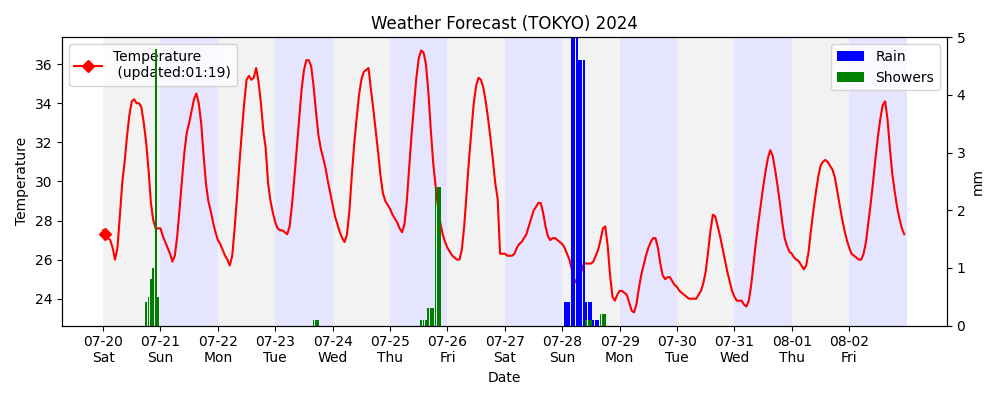 Weather Forecast (TOKYO) 2024
Temperature
(updated:01:19)
Rain
Showers
Temperature
36
34
32
30
28
26
24
5
4
3
2
1
0
mm
07-20 07-21 07-22 07-23 07-24 07-25 07-26 07-27 07-28 07-29 07-30 07-31 08-01 08-02
Sat Sun Mon Tue Wed Thu Fri Sat Sun Mon Tue Wed Thu Fri
Date